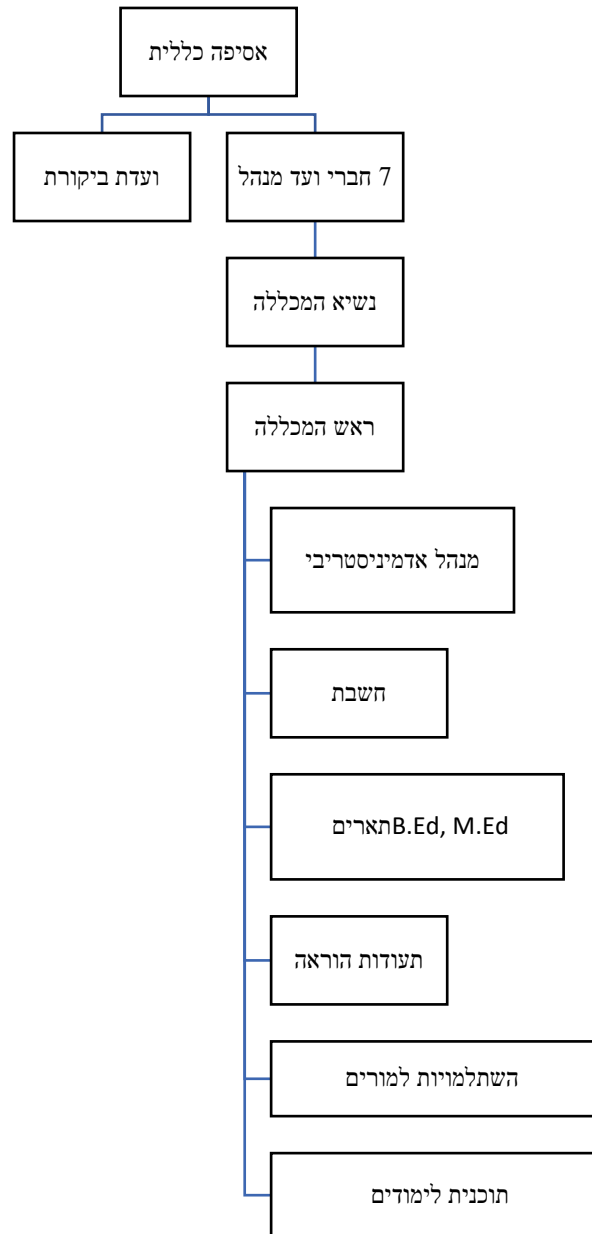 אסיפה כללית
7 חברי ועד מנהל
ועדת ביקורת
נשיא המכללה
ראש המכללה
מנהל אדמיניסטריבי
חשבת
תארים B.Ed, M.Ed
תעודות הוראה
השתלמויות למורים
תוכנית לימודים